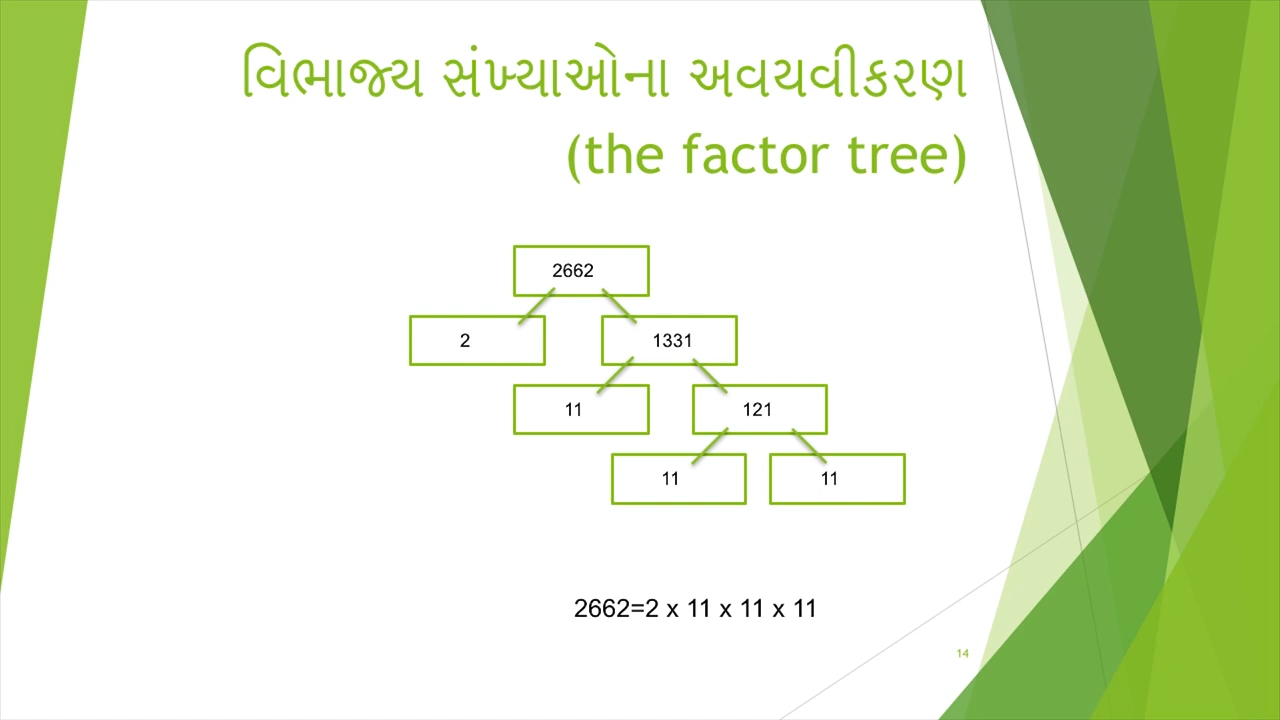 વિભાજ્ય સંખ્યાઓના અવયવીકરણ
(the factor tree)
2662
2
1331
11
121
11
11
2662=2 x 11 x 11 x 11
14